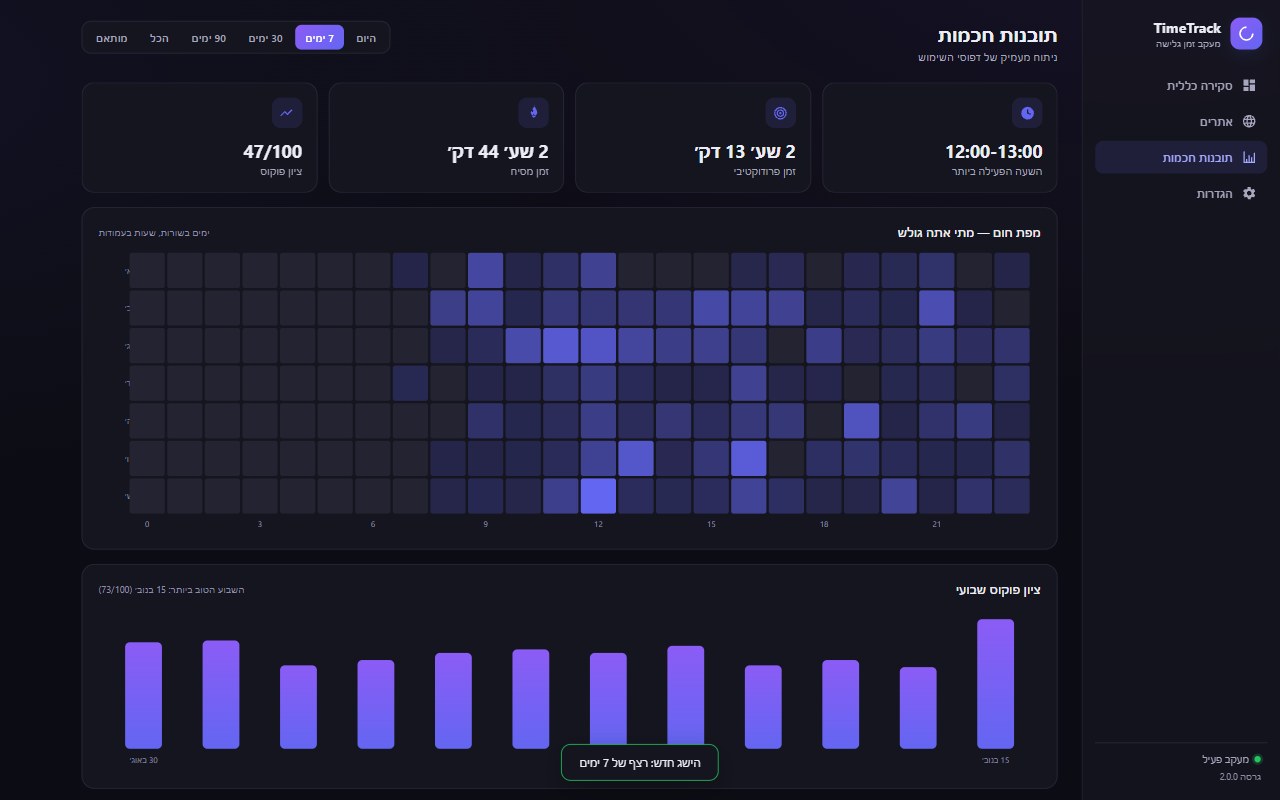 TimeTrack
מעקב זמן גלישה
סקירה כללית
אתרים
תובנות חכמות
הגדרות
מעקב פעיל
גרסה 2.0.0
תובנות חכמות
ניתוח מעמיק של דפוסי השימוש
היום
7 ימים
30 ימים
90 ימים
הכל
מותאם
12:00-13:00
השעה הפעילה ביותר
2 שע׳ 13 דק׳
זמן פרודוקטיבי
2 שע׳ 44 דק׳
זמן מסיח
47/100
ציון פוקוס
מפת חום — מתי אתה גולש
ימים בשורות, שעות בעמודות
0 3 6 9 12 15 18 21
ציון פוקוס שבועי
השבוע הטוב ביותר: 15 בנוב׳ (73/100)
30 באוג׳
15 בנוב׳
הישג חדש: רצף של 7 ימים